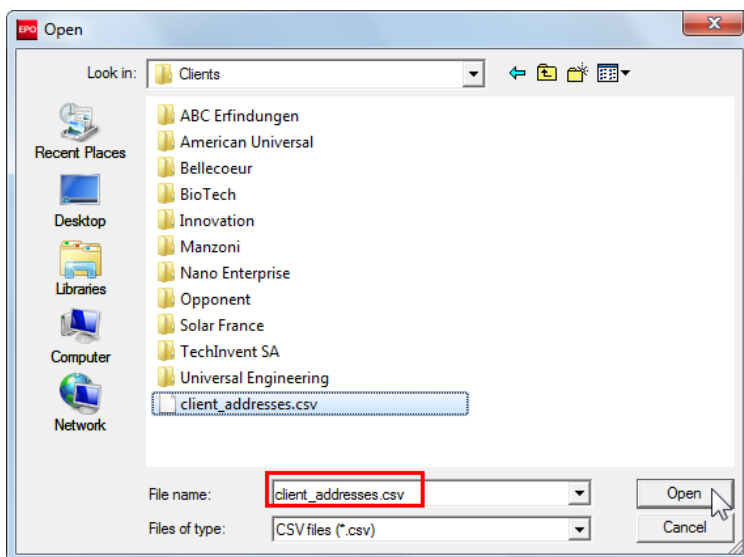 EPO Open
Look in: Clients
Recent Places
Desktop
Libraries
Computer
Network
ABC Erfindungen
American Universal
Bellecoeur
BioTech
Innovation
Manzoni
Nano Enterprise
Opponent
Solar France
TechInvent SA
Universal Engineering
client_addresses.csv
File name: client_addresses.csv Open
Files of type: CSV files (*.csv) Cancel